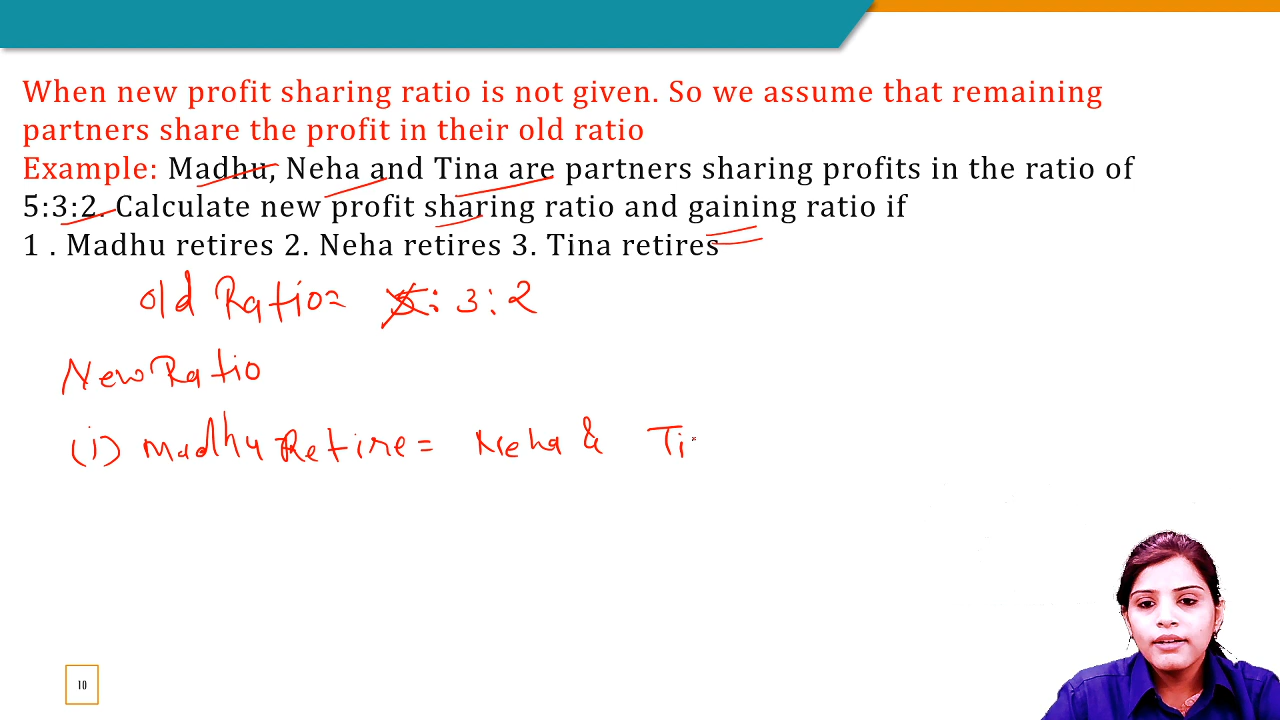 When new profit sharing ratio is not given. So we assume that remaining
partners share the profit in their old ratio
Example: Madhu, Neha and Tina are partners sharing profits in the ratio of
5:3:2. Calculate new profit sharing ratio and gaining ratio if
1 . Madhu retires 2. Neha retires 3. Tina retires
Old Ratio= 5:3:2
New Ratio
(i) Madhu Retire = Neha & Ti
10